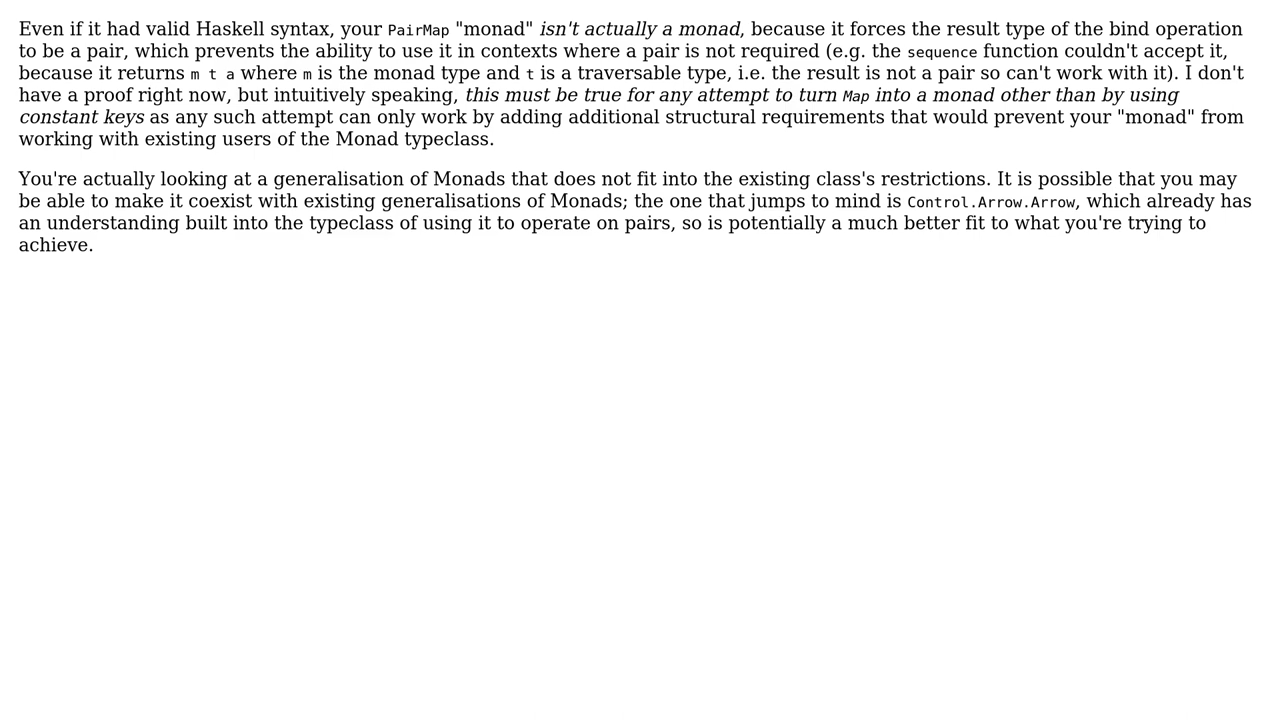 Even if it had valid Haskell syntax, your PairMap "monad" isn't actually a monad, because it forces the result type of the bind operation
to be a pair, which prevents the ability to use it in contexts where a pair is not required (e.g. the sequence function couldn't accept it,
because it returns m t a where m is the monad type and t is a traversable type, i.e. the result is not a pair so can't work with it). I don't
have a proof right now, but intuitively speaking, this must be true for any attempt to turn Map into a monad other than by using
constant keys as any such attempt can only work by adding additional structural requirements that would prevent your "monad" from
working with existing users of the Monad typeclass.
You're actually looking at a generalisation of Monads that does not fit into the existing class's restrictions. It is possible that you may
be able to make it coexist with existing generalisations of Monads; the one that jumps to mind is Control.Arrow.Arrow, which already has
an understanding built into the typeclass of using it to operate on pairs, so is potentially a much better fit to what you're trying to
achieve.